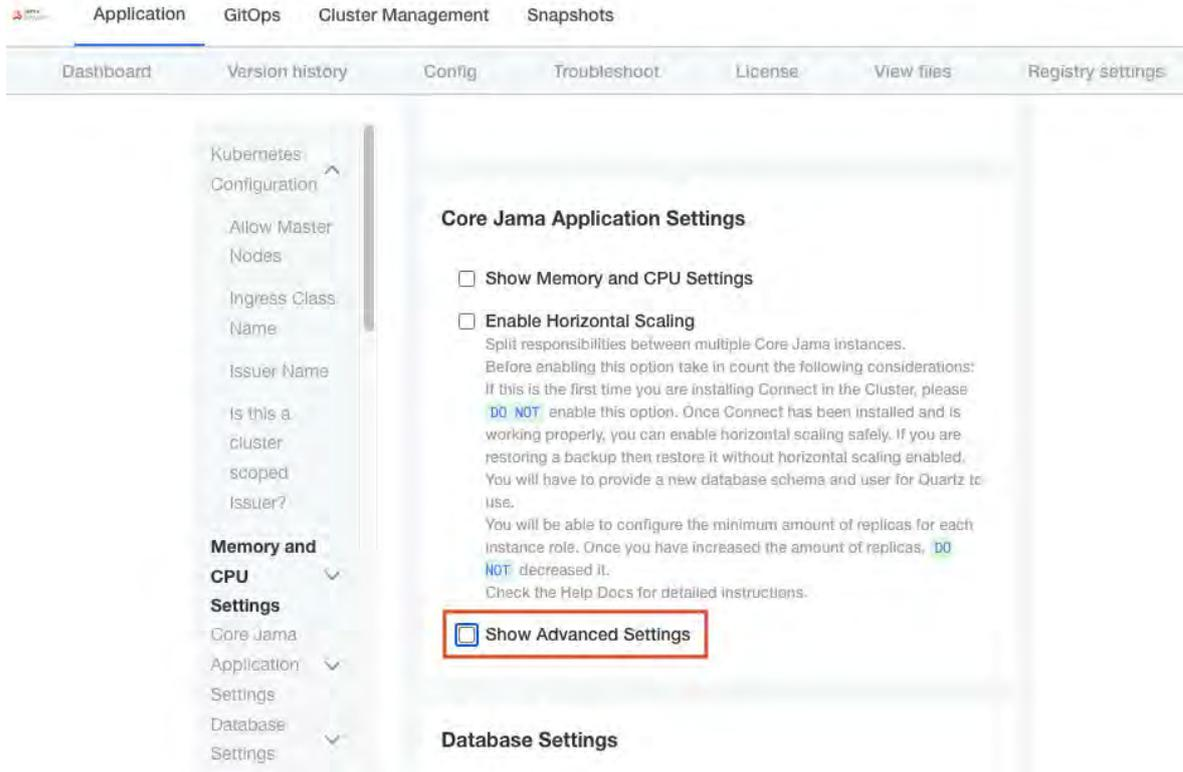 Application GitOps Cluster Management Snapshots
Dashboard Version history Config Troubleshoot License View files Registry settings
Kubernetes
Configuration
Allow Master
Nodes
Ingress Class
Name
Issuer Name
Is this a
cluster
scoped
Issuer?
Memory and
CPU
Settings
Core Jama
Application
Settings
Database
Settings
Core Jama Application Settings
Show Memory and CPU Settings
Enable Horizontal Scaling
Split responsibilities between multiple Core Jama instances.
Before enabling this option take in count the following considerations:
If this is the first time you are installing Connect in the Cluster, please
DO NOT enable this option. Once Connect has been installed and is
working properly, you can enable horizontal scaling safely. If you are
restoring a backup then restore it without horizontal scaling enabled.
You will have to provide a new database schema and user for Quartz to
use.
You will be able to configure the minimum amount of replicas for each
instance role. Once you have increased the amount of replicas, DO
NOT decreased it.
Check the Help Docs for detailed instructions.
Show Advanced Settings
Database Settings